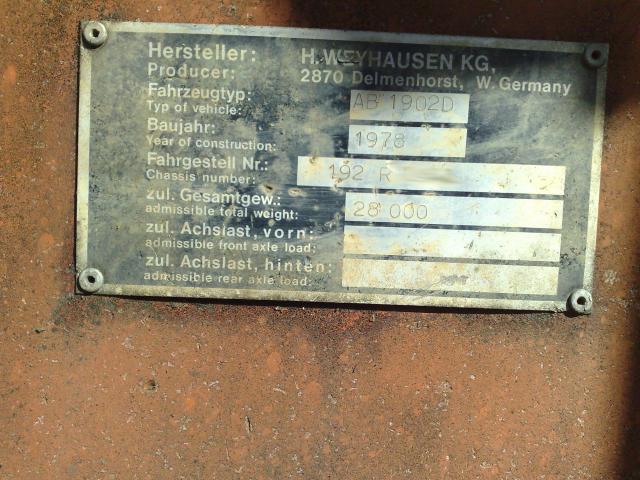 Hersteller: H. WEYHAUSEN KG,
Producer: 2870 Delmenhorst, W. Germany
Fahrzeugtyp: AB 1902D
Typ of vehicle:
Baujahr: 1978
Year of construction:
Fahrgestell Nr.: 192 R
Chassis number:
zul. Gesamtgew.: 28 000
admissible total weight:
zul. Achslast, vorn:
admissible front axle load:
zul. Achslast, hinten:
admissible rear axle load: